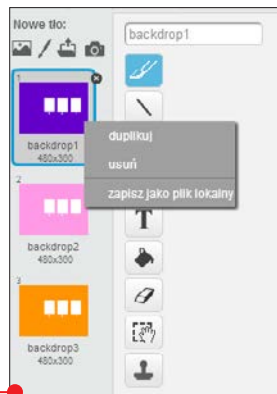 Nowe tło:
backdrop1
1
backdrop1
480x300
duplikuj
usuń
zapisz jako plik lokalny
2
backdrop2
480x300
T
3
backdrop3
480x300